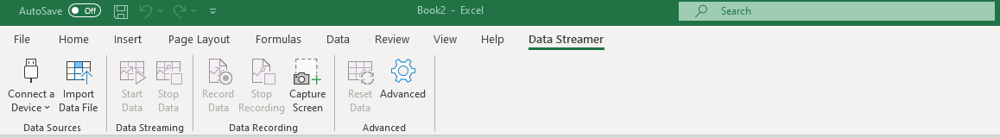 AutoSave Off Book2 - Excel Search
File Home Insert Page Layout Formulas Data Review View Help Data Streamer
Connect a Device
Import Data File
Data Sources
Start Data
Stop Data
Data Streaming
Record Data
Stop Recording
Capture Screen
Data Recording
Reset Data
Advanced
Advanced